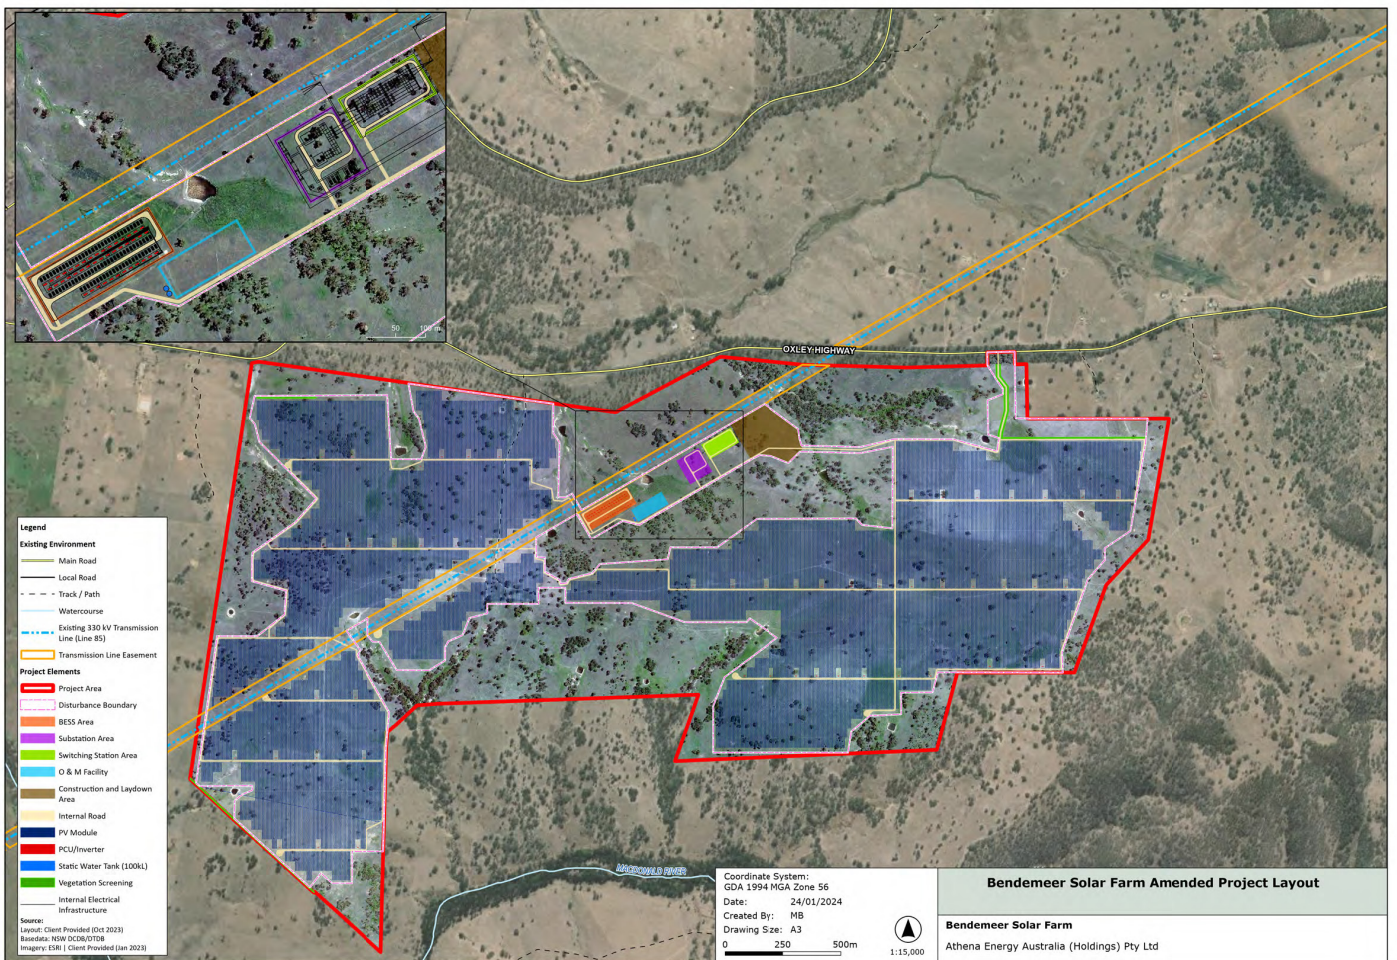 50
100 m
OXLEY HIGHWAY
MACDONALD RIVER
Legend
Existing Environment
Main Road
Local Road
Track / Path
Watercourse
Existing 330 kV Transmission
Line (Line 85)
Transmission Line Easement
Project Elements
Project Area
Disturbance Boundary
BESS Area
Substation Area
Switching Station Area
O & M Facility
Construction and Laydown
Area
Internal Road
PV Module
PCU/Inverter
Static Water Tank (100kL)
Vegetation Screening
Internal Electrical
Infrastructure
Source:
Layout: Client Provided (Oct 2023)
Basedata: NSW DCDB/DTDB
Imagery: ESRI | Client Provided (Jan 2023)
Coordinate System:
GDA 1994 MGA Zone 56
Date: 24/01/2024
Created By: MB
Drawing Size: A3
0 250 500m
1:15,000
Bendemeer Solar Farm Amended Project Layout
Bendemeer Solar Farm
Athena Energy Australia (Holdings) Pty Ltd